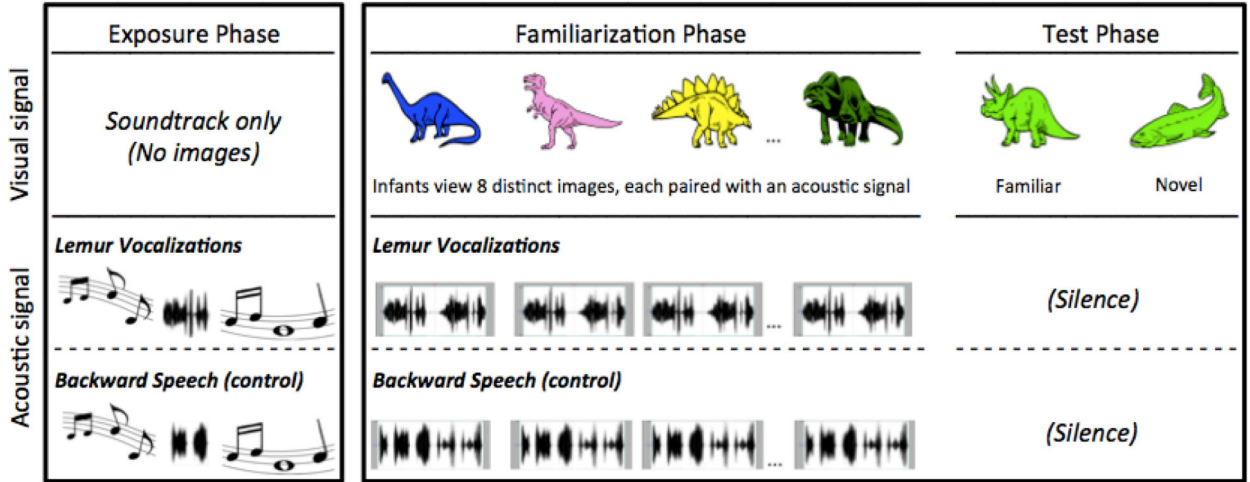 Exposure Phase
Familiarization Phase
Test Phase
Visual signal
Soundtrack only
(No images)
...
Infants view 8 distinct images, each paired with an acoustic signal
Familiar
Novel
Acoustic signal
Lemur Vocalizations
Lemur Vocalizations
...
(Silence)
Backward Speech (control)
Backward Speech (control)
...
(Silence)